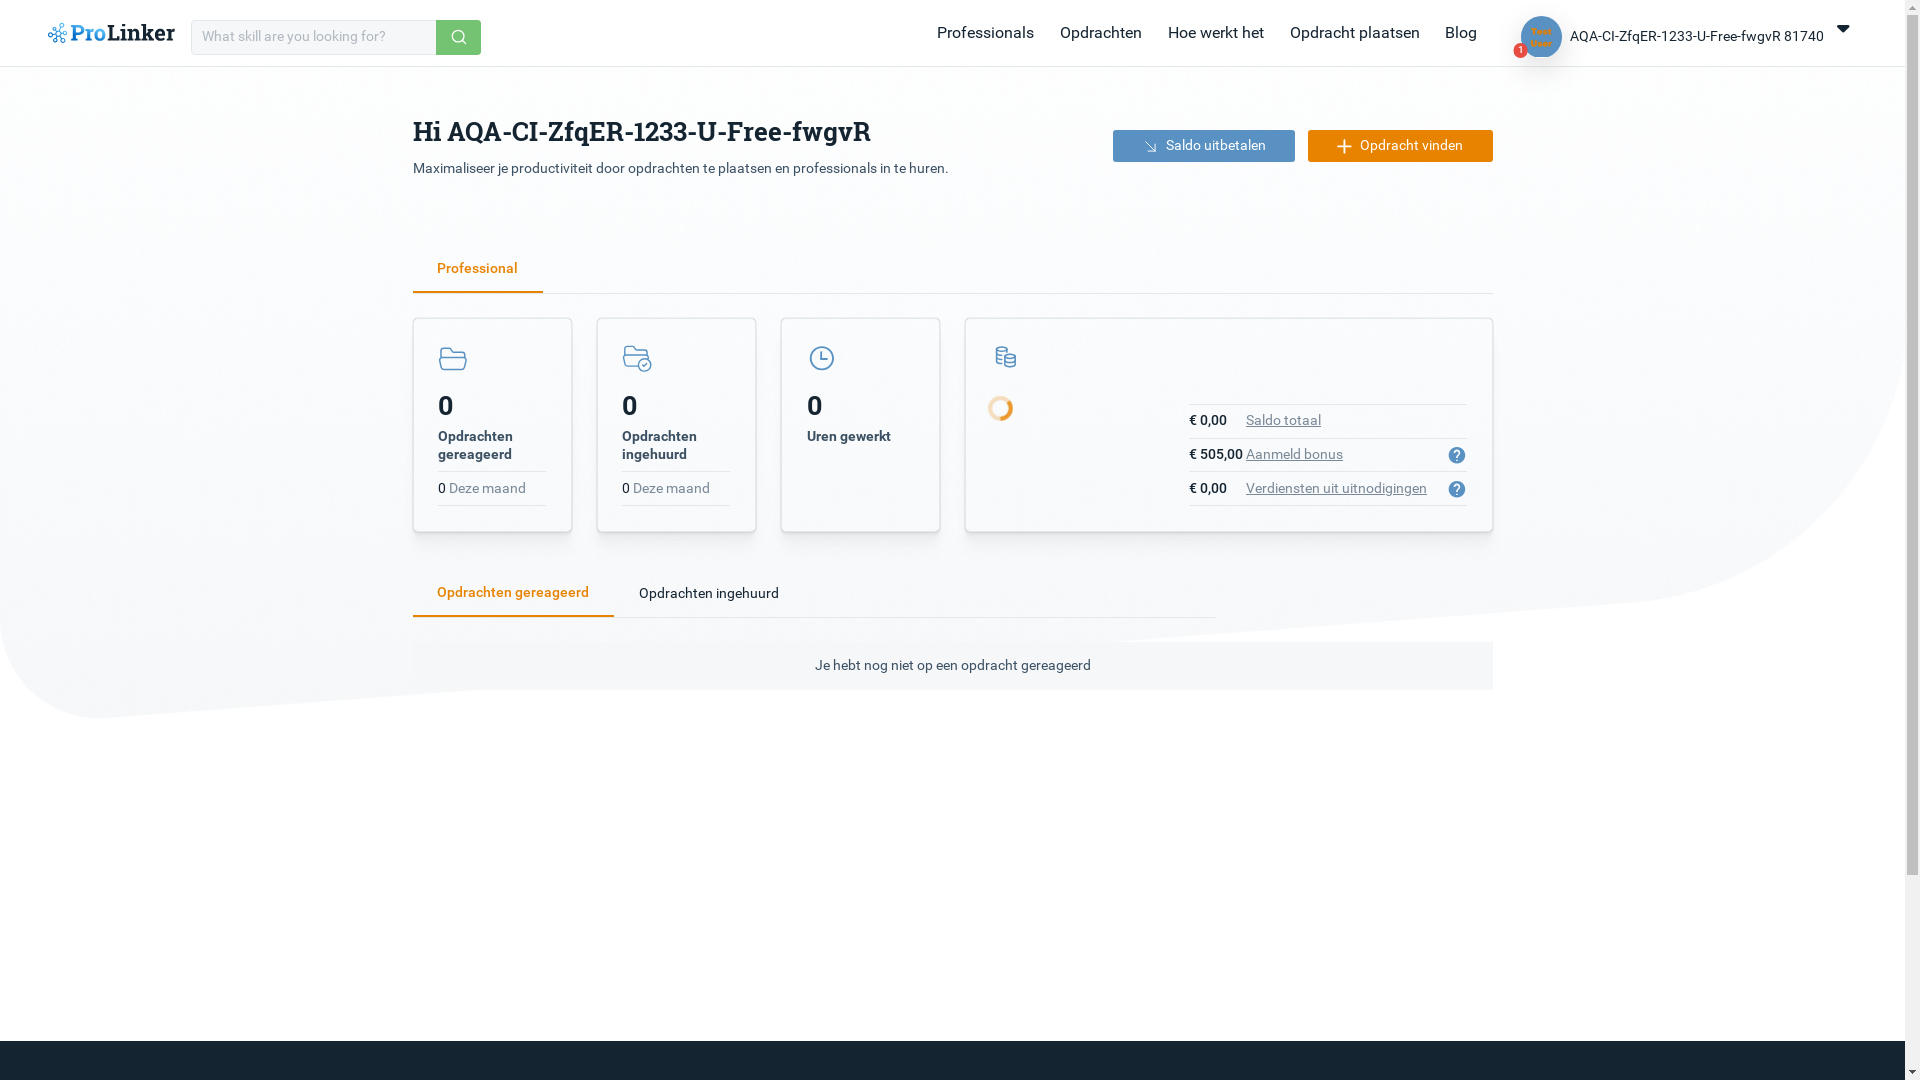 ProLinker
What skill are you looking for?
Professionals
Opdrachten
Hoe werkt het
Opdracht plaatsen
Blog
Test
User
1
AQA-CI-ZfqER-1233-U-Free-fwgvR 81740
Hi AQA-CI-ZfqER-1233-U-Free-fwgvR
Maximaliseer je productiviteit door opdrachten te plaatsen en professionals in te huren.
Saldo uitbetalen
Opdracht vinden
Professional
0
Opdrachten
gereageerd
0 Deze maand
0
Opdrachten
ingehuurd
0 Deze maand
0
Uren gewerkt
€ 0,00 Saldo totaal
€ 505,00 Aanmeld bonus
€ 0,00 Verdiensten uit uitnodigingen
Opdrachten gereageerd
Opdrachten ingehuurd
Je hebt nog niet op een opdracht gereageerd